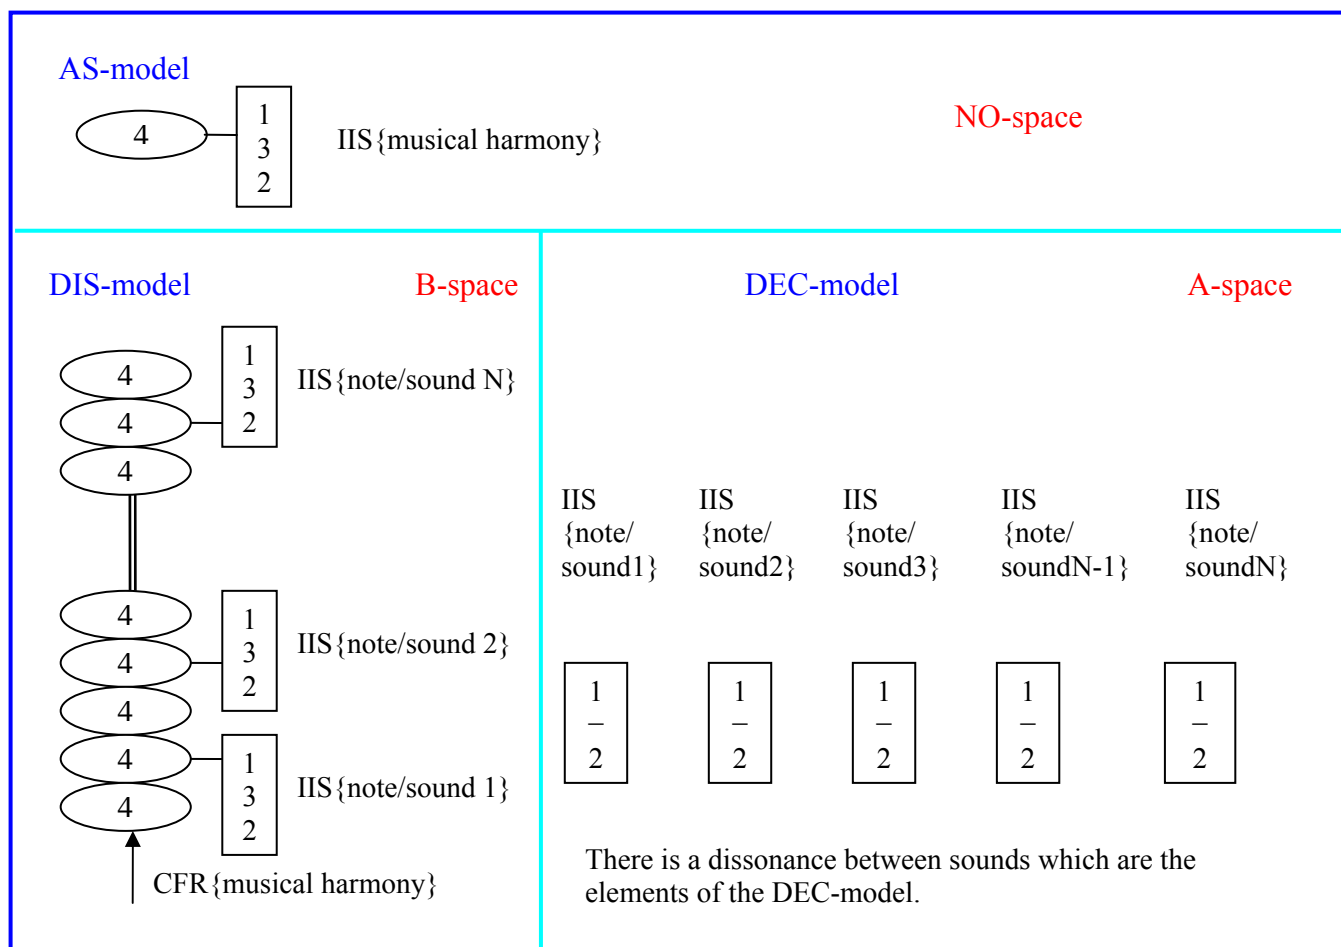 AS-model
4
1
3
2
IIS{musical harmony}
NO-space
DIS-model
B-space
4
4
4
1
3
2
IIS{note/sound N}
4
4
4
4
4
1
3
2
IIS{note/sound 2}
1
3
2
IIS{note/sound 1}
CFR{musical harmony}
DEC-model
A-space
IIS
{note/
sound1}
IIS
{note/
sound2}
IIS
{note/
sound3}
IIS
{note/
soundN-1}
IIS
{note/
soundN}
1
–
2
1
–
2
1
–
2
1
–
2
1
–
2
There is a dissonance between sounds which are the
elements of the DEC-model.